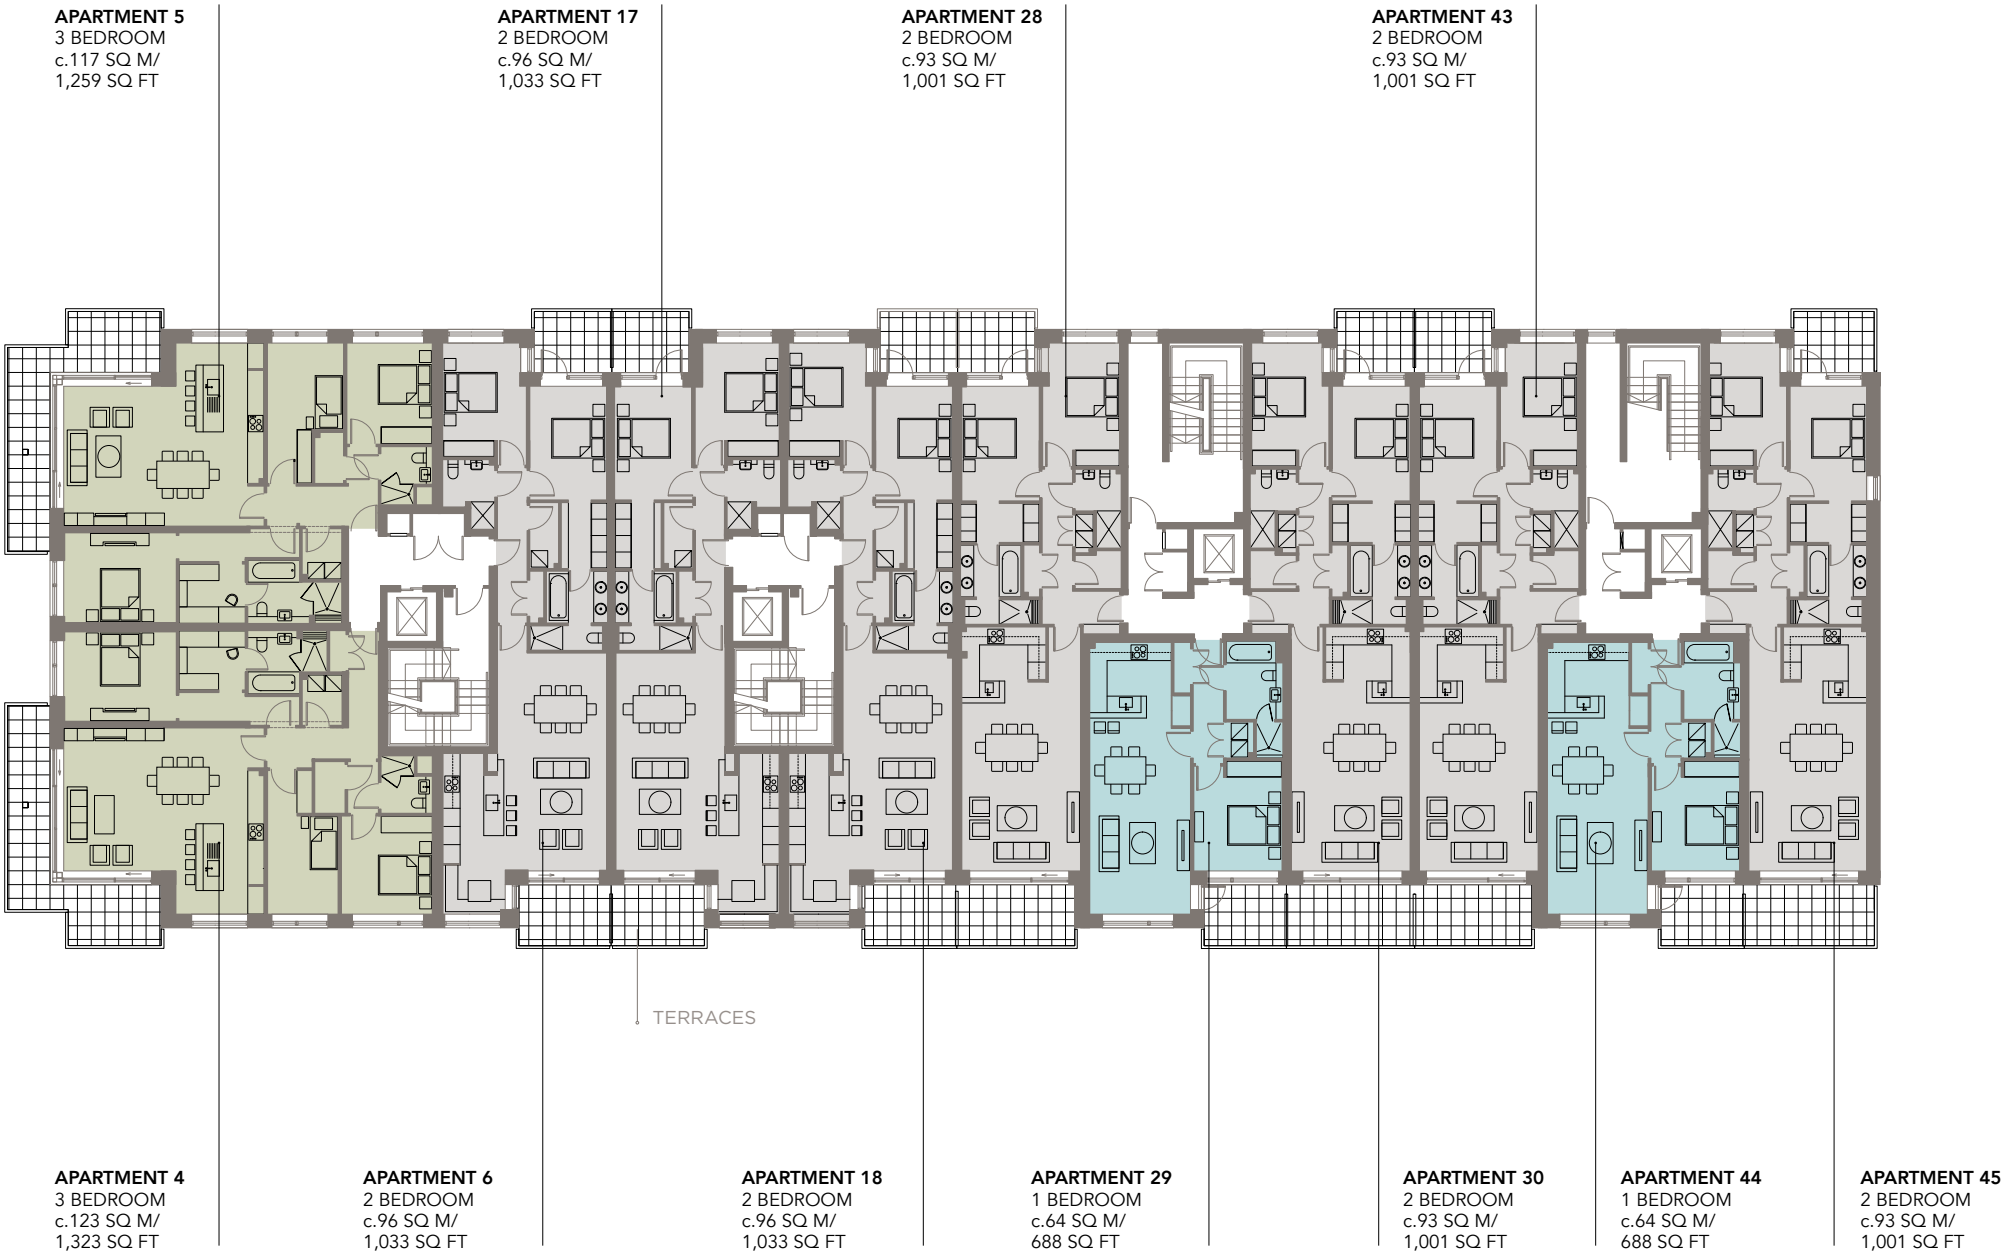 APARTMENT 5
3 BEDROOM
c.117 SQ M/
1,259 SQ FT
APARTMENT 17
2 BEDROOM
c.96 SQ M/
1,033 SQ FT
APARTMENT 28
2 BEDROOM
c.93 SQ M/
1,001 SQ FT
APARTMENT 43
2 BEDROOM
c.93 SQ M/
1,001 SQ FT
TERRACES
APARTMENT 4
3 BEDROOM
c.123 SQ M/
1,323 SQ FT
APARTMENT 6
2 BEDROOM
c.96 SQ M/
1,033 SQ FT
APARTMENT 18
2 BEDROOM
c.96 SQ M/
1,033 SQ FT
APARTMENT 29
1 BEDROOM
c.64 SQ M/
688 SQ FT
APARTMENT 30
2 BEDROOM
c.93 SQ M/
1,001 SQ FT
APARTMENT 44
1 BEDROOM
c.64 SQ M/
688 SQ FT
APARTMENT 45
2 BEDROOM
c.93 SQ M/
1,001 SQ FT